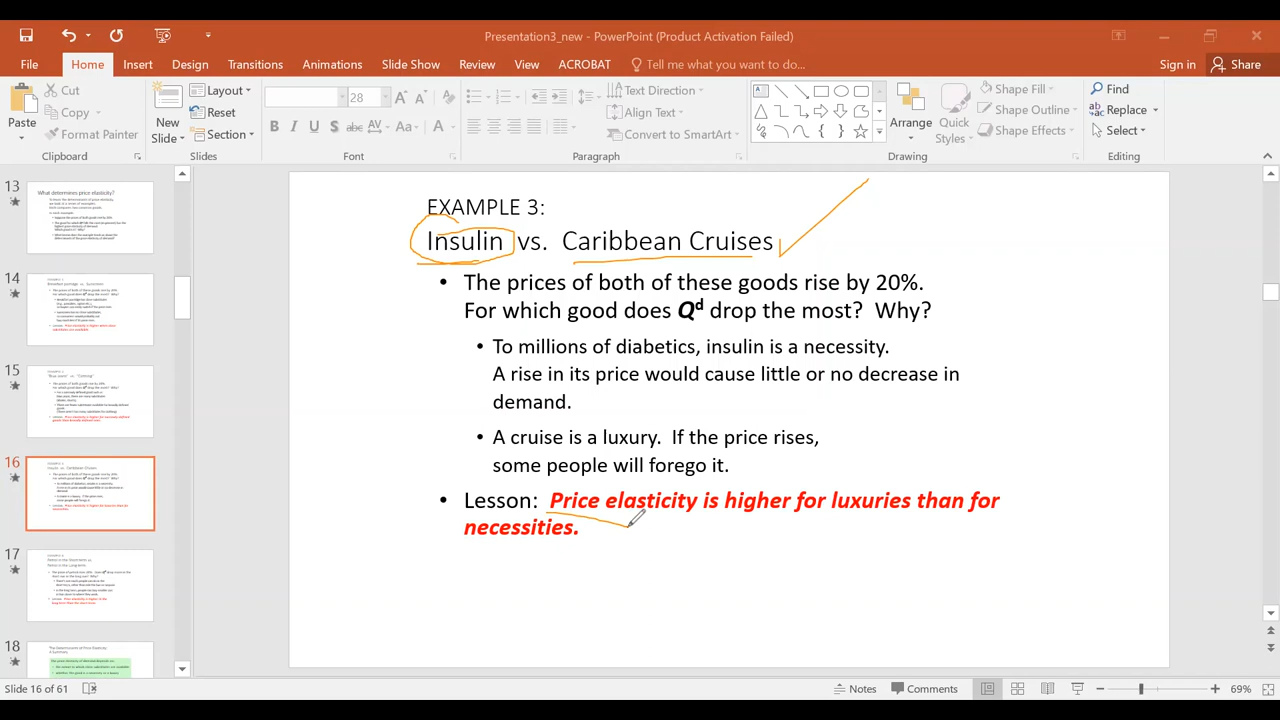 Presentation3_new - PowerPoint (Product Activation Failed)
File Home Insert Design Transitions Animations Slide Show Review View ACROBAT Tell me what you want to do... Sign in Share
Paste
Cut
Copy
Format Painter
Clipboard
New Slide
Layout
Reset
Section
Slides
28
B I U S abc AV Aa A
Font
Text Direction
Align Text
Convert to SmartArt
Paragraph
Arrange
Quick Styles
Shape Fill
Shape Outline
Shape Effects
Drawing
Find
Replace
Select
Editing
13
What determines price elasticity?
14
15
16
17
18
EXAMPLE 3:
Insulin vs. Caribbean Cruises
• The prices of both of these goods rise by 20%.
For which good does Qd drop the most? Why?
• To millions of diabetics, insulin is a necessity.
A rise in its price would cause little or no decrease in
demand.
• A cruise is a luxury. If the price rises,
some people will forego it.
• Lesson: Price elasticity is higher for luxuries than for
necessities.
Slide 16 of 61 Notes Comments 69%